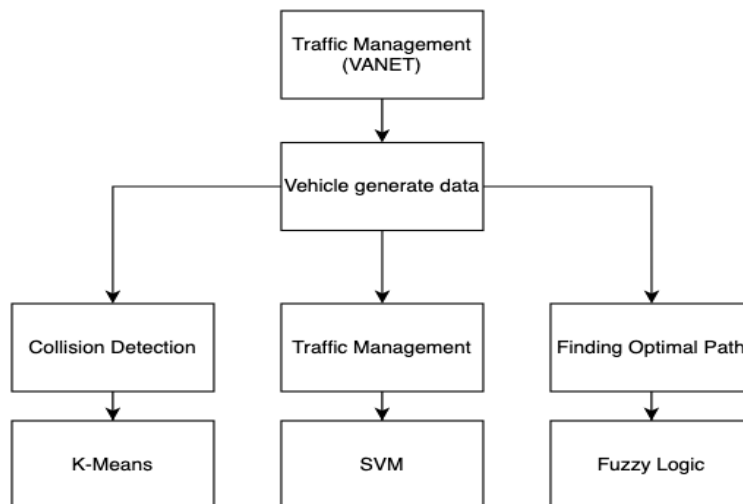 Traffic Management
(VANET)
Vehicle generate data
Collision Detection
Traffic Management
Finding Optimal Path
K-Means
SVM
Fuzzy Logic